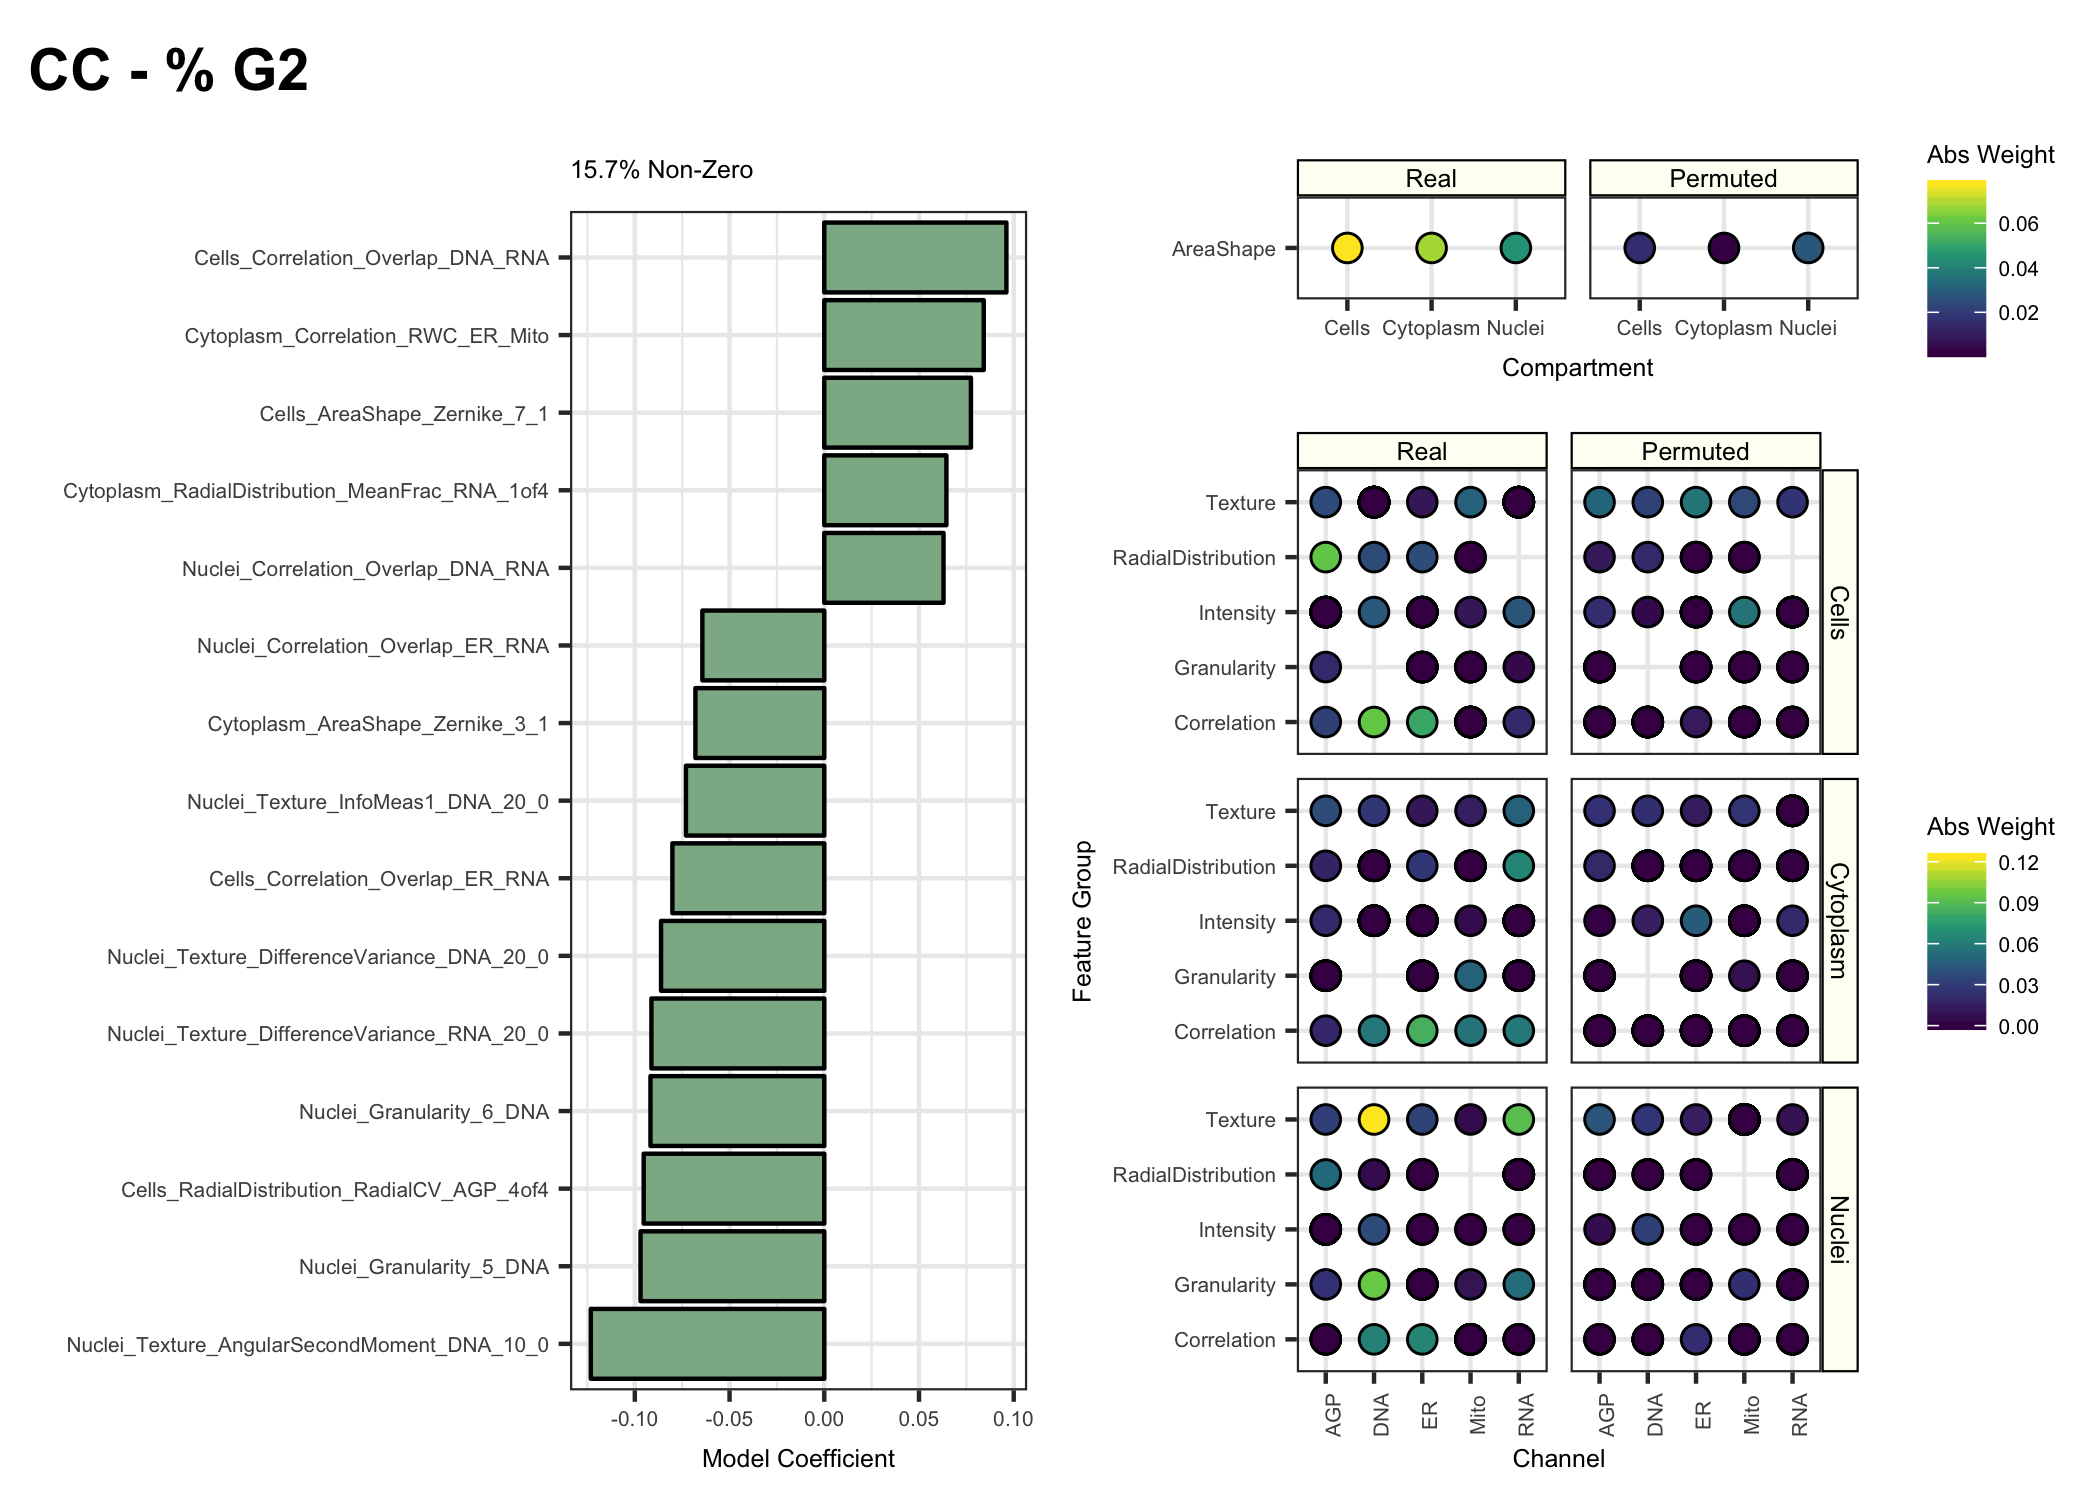 CC - % G2
15.7% Non-Zero
Cells_Correlation_Overlap_DNA_RNA
Cytoplasm_Correlation_RWC_ER_Mito
Cells_AreaShape_Zernike_7_1
Cytoplasm_RadialDistribution_MeanFrac_RNA_1of4
Nuclei_Correlation_Overlap_DNA_RNA
Nuclei_Correlation_Overlap_ER_RNA
Cytoplasm_AreaShape_Zernike_3_1
Nuclei_Texture_InfoMeas1_DNA_20_0
Cells_Correlation_Overlap_ER_RNA
Nuclei_Texture_DifferenceVariance_DNA_20_0
Nuclei_Texture_DifferenceVariance_RNA_20_0
Nuclei_Granularity_6_DNA
Cells_RadialDistribution_RadialCV_AGP_4of4
Nuclei_Granularity_5_DNA
Nuclei_Texture_AngularSecondMoment_DNA_10_0
-0.10 -0.05 0.00 0.05 0.10
Model Coefficient
Real Permuted
AreaShape
Cells Cytoplasm Nuclei Cells Cytoplasm Nuclei
Compartment
Abs Weight
0.06
0.04
0.02
Feature Group
Real Permuted
Texture
RadialDistribution
Intensity
Granularity
Correlation
Cells
Texture
RadialDistribution
Intensity
Granularity
Correlation
Cytoplasm
Texture
RadialDistribution
Intensity
Granularity
Correlation
Nuclei
AGP DNA ER Mito RNA AGP DNA ER Mito RNA
Channel
Abs Weight
0.12
0.09
0.06
0.03
0.00